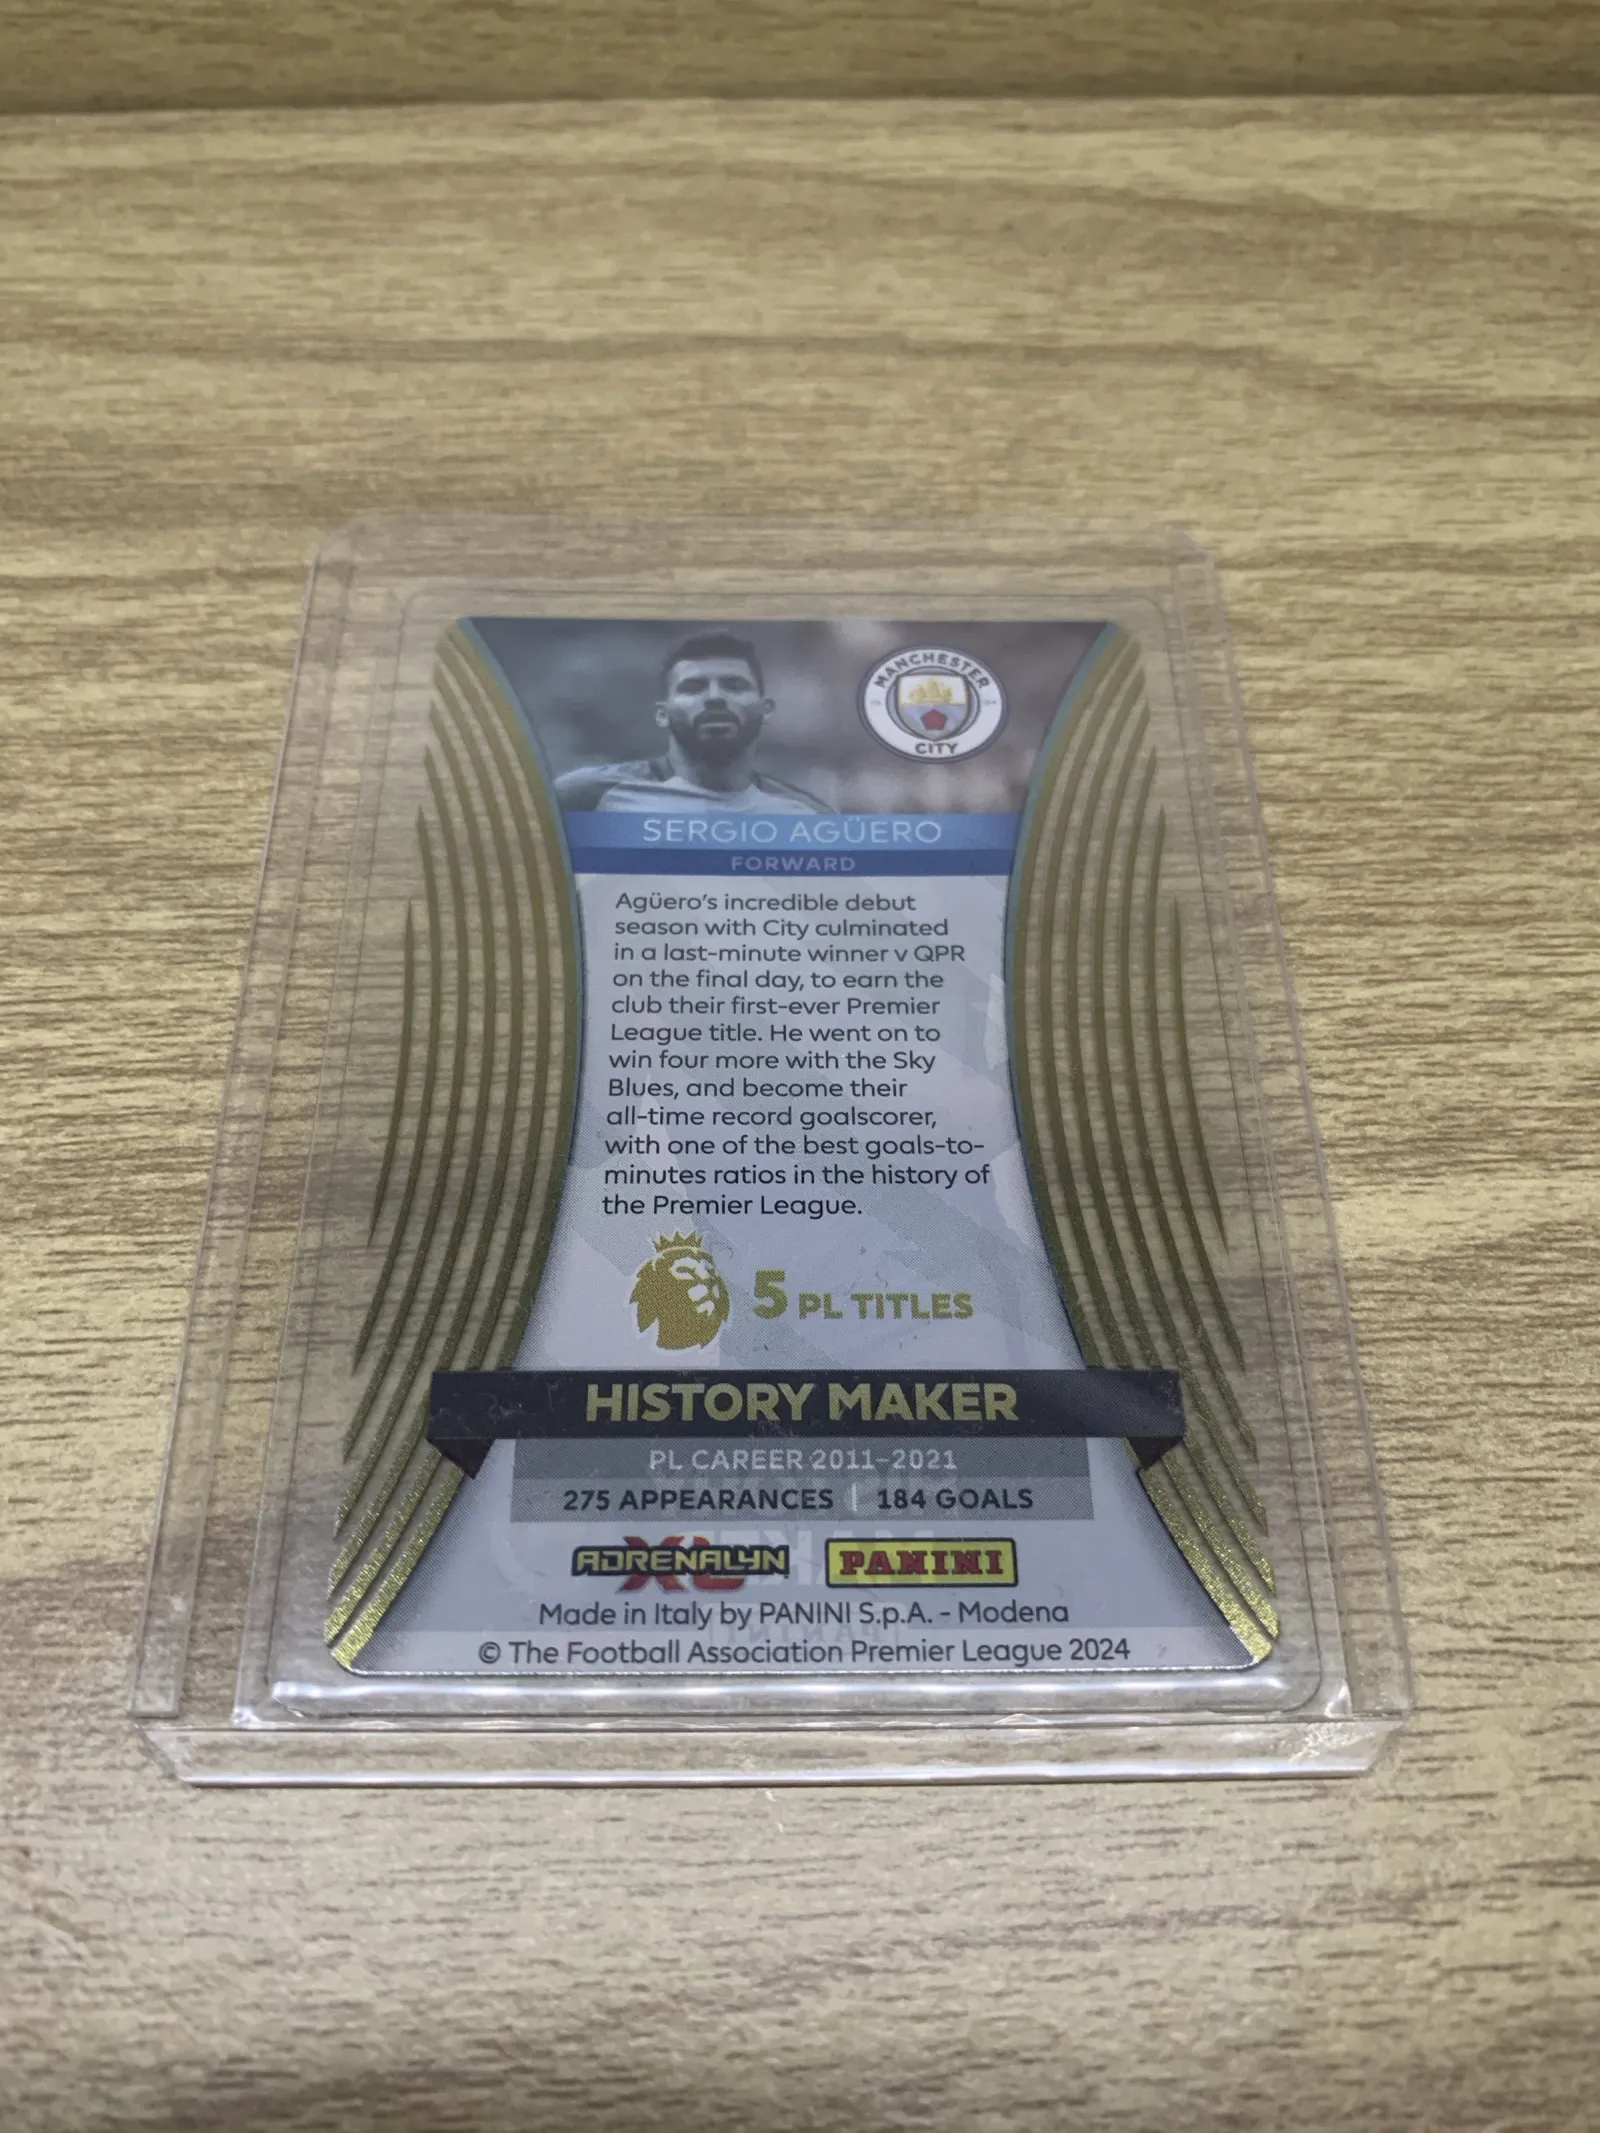 MANCHESTER
CITY
SERGIO AGÜERO
FORWARD
Agüero's incredible debut
season with City culminated
in a last-minute winner v QPR
on the final day, to earn the
club their first-ever Premier
League title. He went on to
win four more with the Sky
Blues, and become their
all-time record goalscorer,
with one of the best goals-to-
minutes ratios in the history of
the Premier League.
5 PL TITLES
HISTORY MAKER
PL CAREER 2011-2021
275 APPEARANCES | 184 GOALS
ADRENALYN XL PANINI
Made in Italy by PANINI S.p.A. - Modena
© The Football Association Premier League 2024